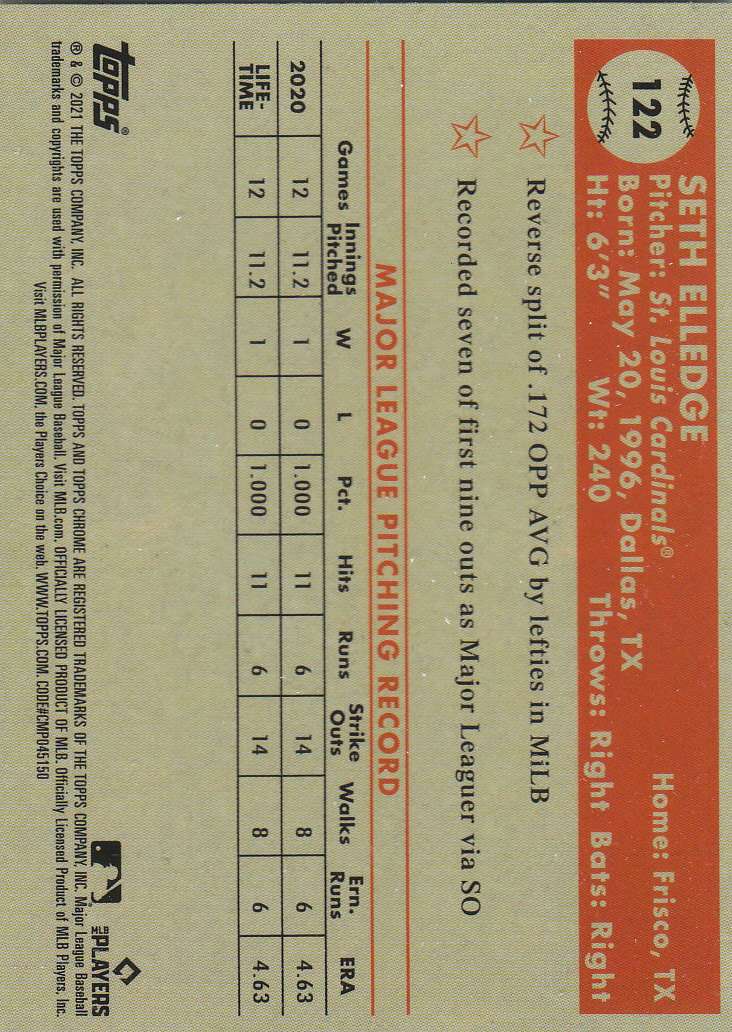 122
SETH ELLEDGE
Pitcher: St. Louis Cardinals® Home: Frisco, TX
Born: May 20, 1996, Dallas, TX
Ht: 6'3" Wt: 240 Throws: Right Bats: Right
Reverse split of .172 OPP AVG by lefties in MiLB
Recorded seven of first nine outs as Major Leaguer via SO
MAJOR LEAGUE PITCHING RECORD
Games Innings Pitched W L Pct. Hits Runs Strike Outs Walks Ern. Runs ERA
2020 12 11.2 1 0 1.000 11 6 14 8 6 4.63
LIFE-TIME 12 11.2 1 0 1.000 11 6 14 8 6 4.63
topps®
MLB PLAYERS
® & © 2021 THE TOPPS COMPANY, INC. ALL RIGHTS RESERVED. TOPPS AND TOPPS CHROME ARE REGISTERED TRADEMARKS OF THE TOPPS COMPANY, INC. Major League Baseball
trademarks and copyrights are used with permission of Major League Baseball. Visit MLB.com. OFFICIALLY LICENSED PRODUCT OF MLB. Officially Licensed Product of MLB Players, Inc.
Visit MLBPLAYERS.COM, the Players Choice on the web. WWW.TOPPS.COM. CODE#CMP045150